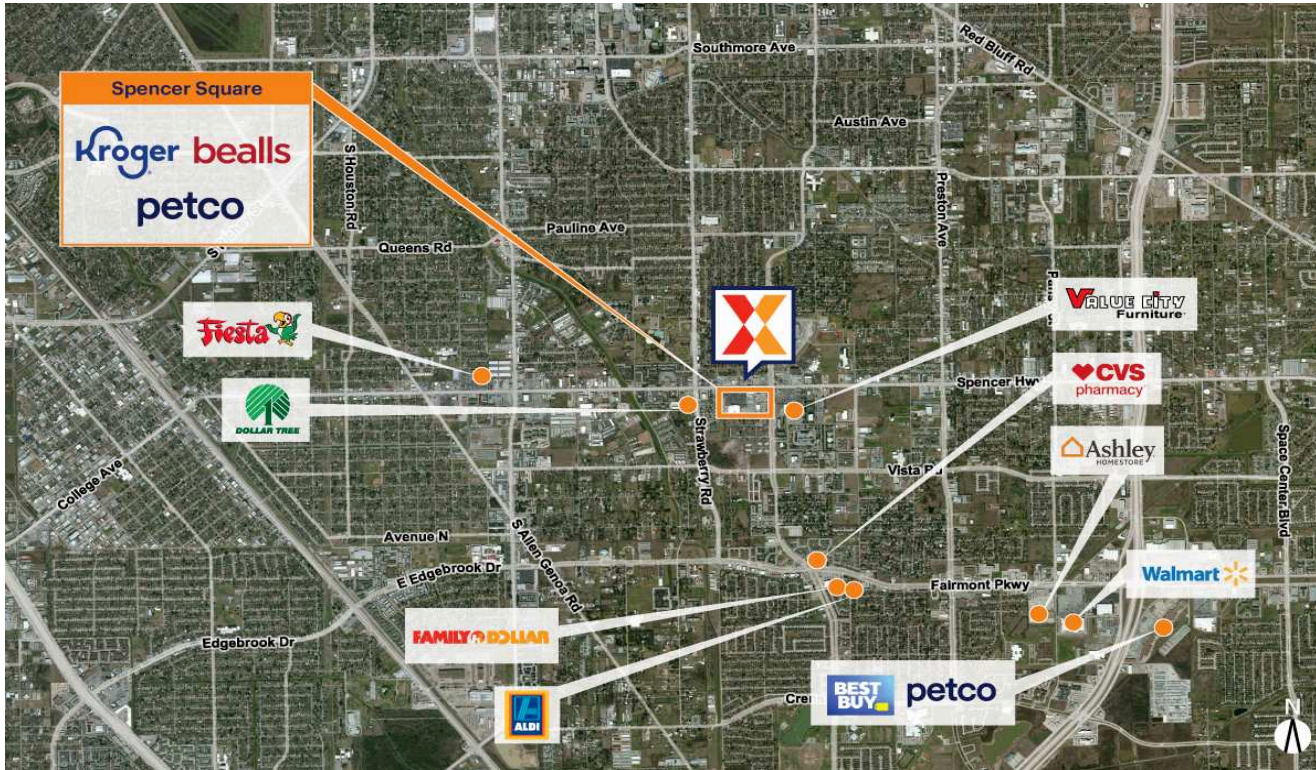 Southmore Ave
Red Bluff Rd
Spencer Square
Kroger bealls
petco
Austin Ave
S Houston Rd
Preston Ave
Pauline Ave
Queens Rd
VALUE CITY
Furniture
Fiesta
CVS
pharmacy
Spencer Hwy
DOLLAR TREE
Ashley
HOMESTORE
Strawberry Rd
Space Center Blvd
Vista
College Ave
Avenue N
S Allen Genoa Rd
E Edgebrook Dr
Fairmont Pkwy
Walmart
FAMILY DOLLAR
Edgebrook Dr
BEST
BUY
petco
ALDI
N